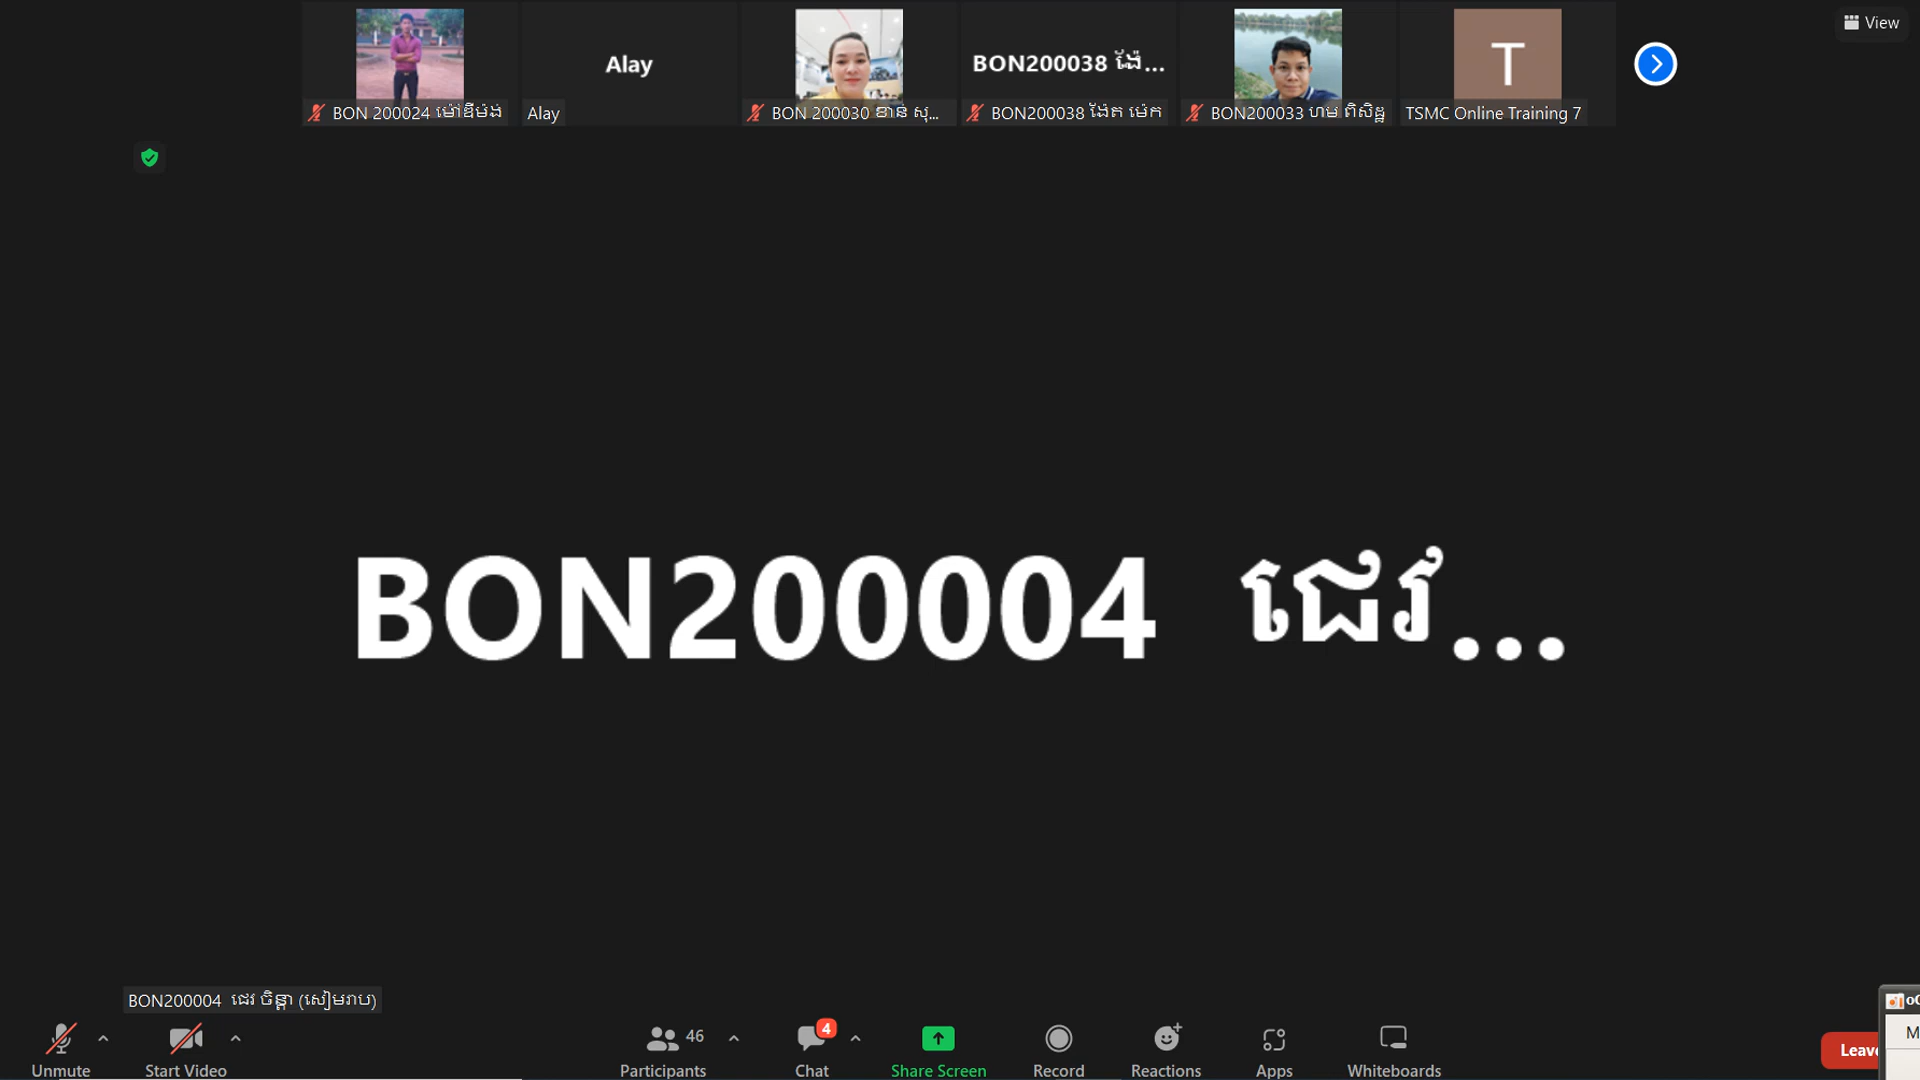 Alay
BON200038 ង៉ែ...
T
View
BON 200024 ម៉ៅឌីម៉ង់
Alay
BON 200030 ខាន់ សុ...
BON200038 ង៉ែត ម៉េក
BON200033 ហម ពិសិដ្ឋ
TSMC Online Training 7
BON200004 ជេវ...
BON200004 ជេវ ចិន្តា (សៀមរាប)
46
4
Unmute
Start Video
Participants
Chat
Share Screen
Record
Reactions
Apps
Whiteboards